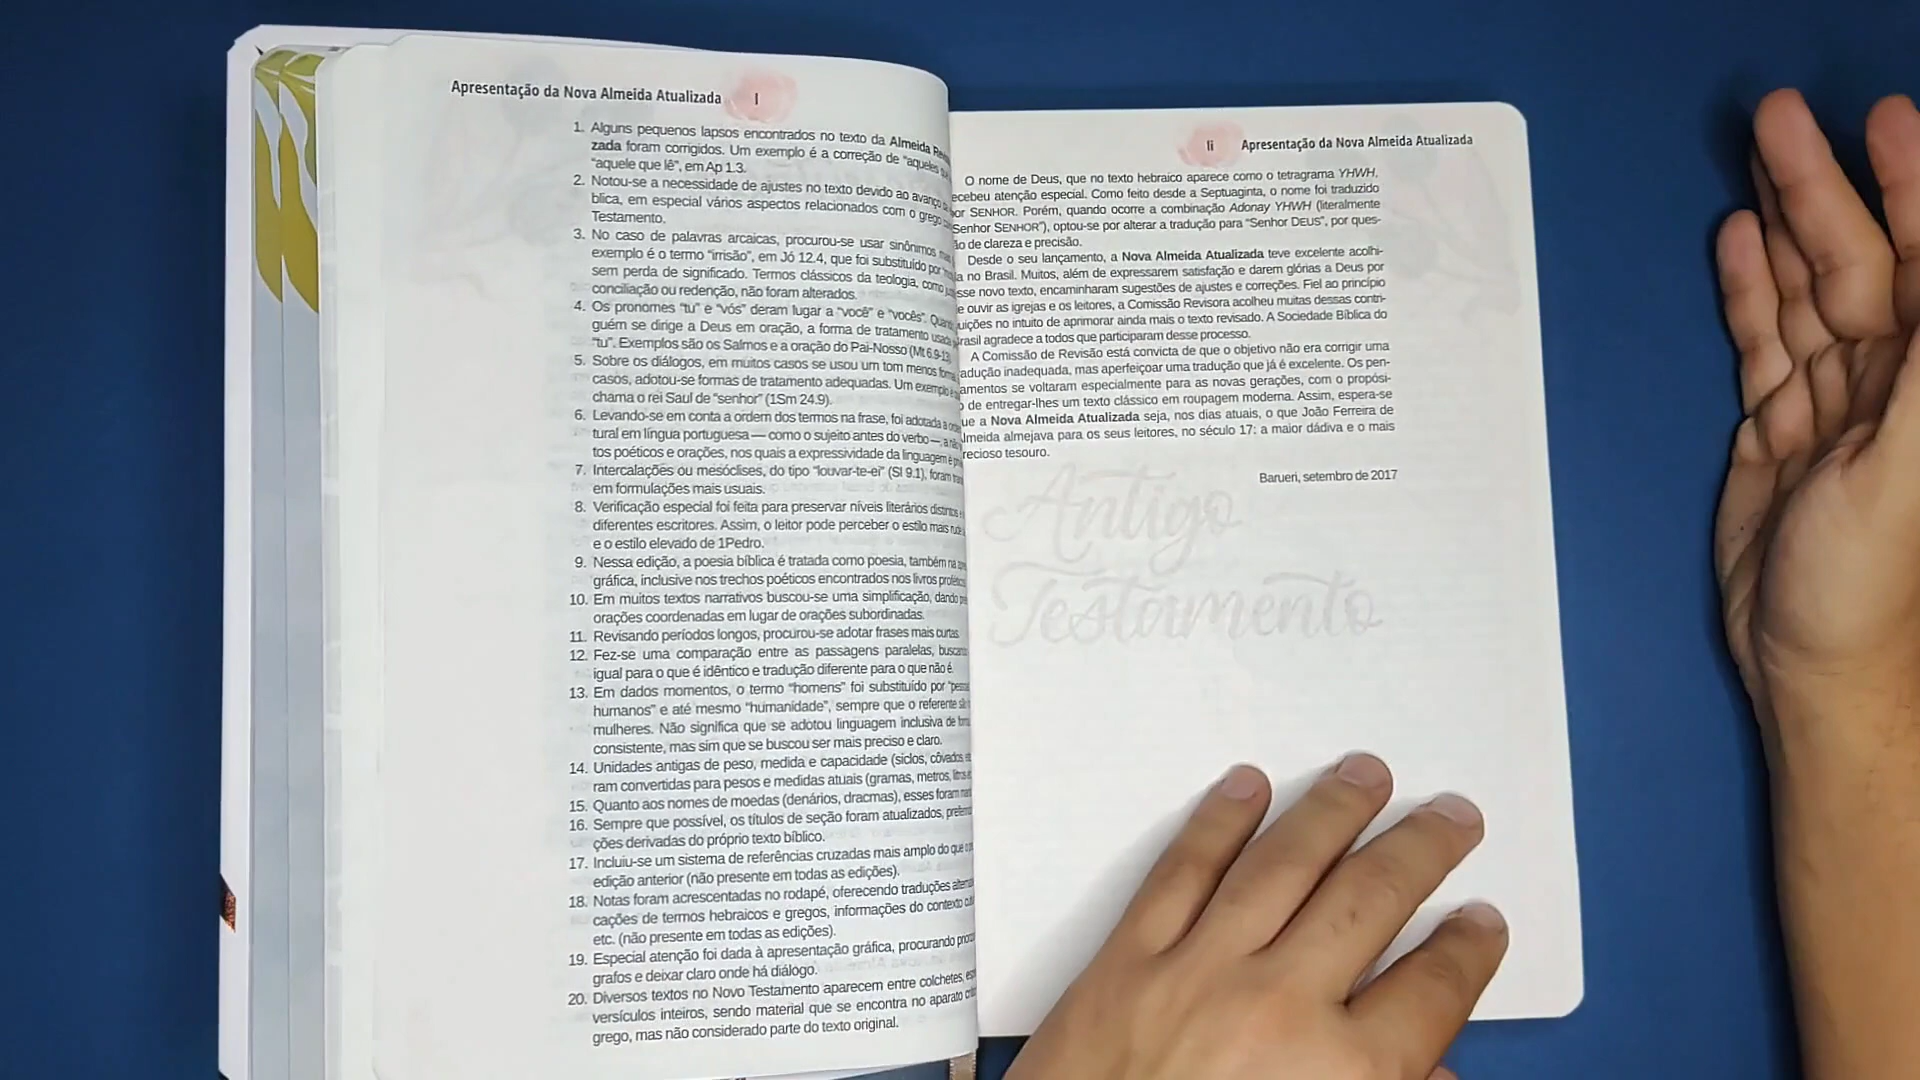 Apresentação da Nova Almeida Atualizada I
1. Alguns pequenos lapsos encontrados no texto da Almeida
zada foram corrigidos. Um exemplo é a correção de "aqueles
"aquele que lê", em Ap 1.3.
2. Notou-se a necessidade de ajustes no texto devido ao avanço
blica, em especial vários aspectos relacionados com o grego
Testamento.
3. No caso de palavras arcaicas, procurou-se usar sinônimos
exemplo é o termo "irrisão", em Jó 12.4, que foi substituído por
sem perda de significado. Termos clássicos da teologia, como
conciliação ou redenção, não foram alterados.
4. Os pronomes "tu" e "vós" deram lugar a "você" e "vocês".
guém se dirige a Deus em oração, a forma de tratamento usada
"tu". Exemplos são os Salmos e a oração do Pai-Nosso (Mt 6.9-13
5. Sobre os diálogos, em muitos casos se usou um tom menos
casos, adotou-se formas de tratamento adequadas. Um exemplo
chama o rei Saul de "senhor" (1Sm 24.9).
6. Levando-se em conta a ordem dos termos na frase, foi adotada a
tural em língua portuguesa — como o sujeito antes do verbo —, a
tos poéticos e orações, nos quais a expressividade da linguagem é
7. Intercalações ou mesóclises, do tipo "louvar-te-ei" (Sl 9.1), foram
em formulações mais usuais.
8. Verificação especial foi feita para preservar níveis literários distintos
diferentes escritores. Assim, o leitor pode perceber o estilo mais
e o estilo elevado de 1Pedro.
9. Nessa edição, a poesia bíblica é tratada como poesia, também na
gráfica, inclusive nos trechos poéticos encontrados nos livros
10. Em muitos textos narrativos buscou-se uma simplificação, dando
orações coordenadas em lugar de orações subordinadas.
11. Revisando períodos longos, procurou-se adotar frases mais curtas.
12. Fez-se uma comparação entre as passagens paralelas,
igual para o que é idêntico e tradução diferente para o que não é.
13. Em dados momentos, o termo "homens" foi substituído por
humanos" e até mesmo "humanidade", sempre que o referente
mulheres. Não significa que se adotou linguagem inclusiva de
consistente, mas sim que se buscou ser mais preciso e claro.
14. Unidades antigas de peso, medida e capacidade (siclos, côvados,
ram convertidas para pesos e medidas atuais (gramas, metros,
15. Quanto aos nomes de moedas (denários, dracmas), esses foram
16. Sempre que possível, os títulos de seção foram atualizados,
ções derivadas do próprio texto bíblico.
17. Incluiu-se um sistema de referências cruzadas mais amplo do que
edição anterior (não presente em todas as edições).
18. Notas foram acrescentadas no rodapé, oferecendo traduções
cações de termos hebraicos e gregos, informações do contexto
etc. (não presente em todas as edições).
19. Especial atenção foi dada à apresentação gráfica, procurando
grafos e deixar claro onde há diálogo.
20. Diversos textos no Novo Testamento aparecem entre colchetes,
versículos inteiros, sendo material que se encontra no aparato
grego, mas não considerado parte do texto original.
Ii Apresentação da Nova Almeida Atualizada
O nome de Deus, que no texto hebraico aparece como o tetragrama YHWH,
ecebeu atenção especial. Como feito desde a Septuaginta, o nome foi traduzido
or SENHOR. Porém, quando ocorre a combinação Adonay YHWH (literalmente
Senhor SENHOR"), optou-se por alterar a tradução para "Senhor DEUS", por ques-
ão de clareza e precisão.
Desde o seu lançamento, a Nova Almeida Atualizada teve excelente acolhi-
a no Brasil. Muitos, além de expressarem satisfação e darem glórias a Deus por
sse novo texto, encaminharam sugestões de ajustes e correções. Fiel ao princípio
e ouvir as igrejas e os leitores, a Comissão Revisora acolheu muitas dessas contri-
uições no intuito de aprimorar ainda mais o texto revisado. A Sociedade Bíblica do
rasil agradece a todos que participaram desse processo.
A Comissão de Revisão está convicta de que o objetivo não era corrigir uma
adução inadequada, mas aperfeiçoar uma tradução que já é excelente. Os pen-
amentos se voltaram especialmente para as novas gerações, com o propósi-
o de entregar-lhes um texto clássico em roupagem moderna. Assim, espera-se
ue a Nova Almeida Atualizada seja, nos dias atuais, o que João Ferreira de
lmeida almejava para os seus leitores, no século 17: a maior dádiva e o mais
recioso tesouro.
Barueri, setembro de 2017
Antigo
Testamento